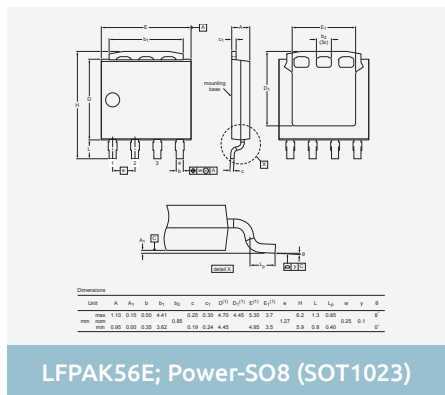 E
A
A
E1
b1
c1
b2
(3x)
mounting
base
D1
D
H
L
1 2 3 4
e
b
w A
c
X
A1
C
Lp
θ
y C
detail X
Dimensions
Unit A A1 b b1 b2 c c1 D(1) D1(1) E(1) E1(1) e H L Lp w y θ
max 1.10 0.15 0.50 4.41 0.25 0.30 4.70 4.45 5.30 3.7 6.2 1.3 0.85 8°
mm nom 0.85 1.27 0.25 0.1
min 0.95 0.00 0.35 3.62 0.19 0.24 4.45 4.95 3.5 5.9 0.8 0.40 0°
LFPAK56E; Power-SO8 (SOT1023)